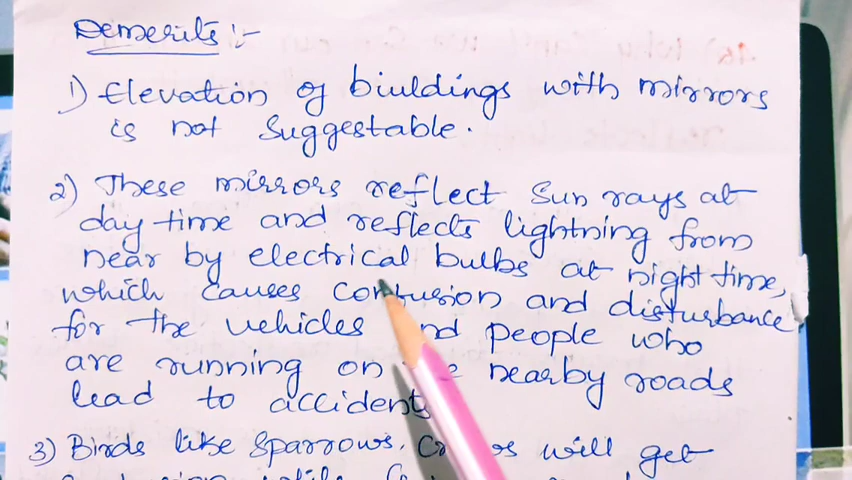 Demerits :-
1) Elevation of biuldings with mirrors
is not suggestable.
2) These mirrors reflect Sun rays at
day time and reflects lightning from
near by electrical bulbs at night time,
which causes confusion and disturbance
for the vehicles and people who
are running on nearby roads
lead to accidents
3) Birds like sparrows, will get